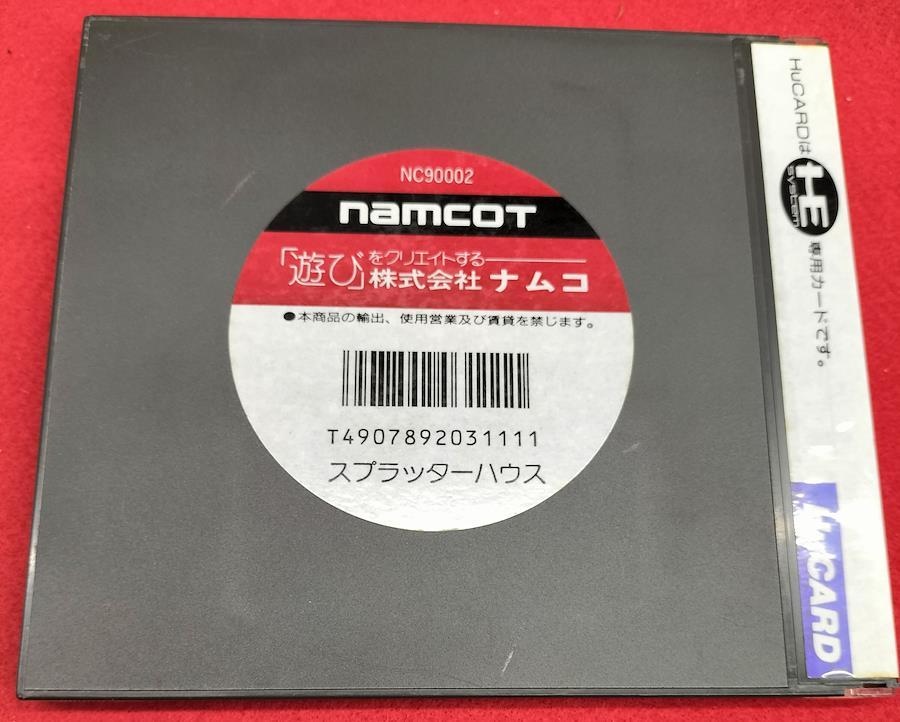 NC90002
namcoT
「遊び」をクリエイトする
株式会社ナムコ
●本商品の輸出、使用営業及び賃貸を禁じます。
T4907892031111
スプラッターハウス
HuCARDは HE SYSTEM 専用カードです。
HuCARD